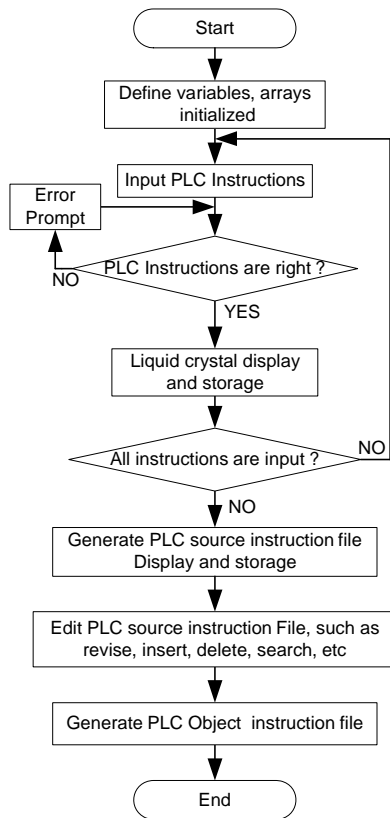 Start
Define variables, arrays
initialized
Input PLC Instructions
Error
Prompt
PLC Instructions are right ?
NO
YES
Liquid crystal display
and storage
All instructions are input ?
NO
NO
Generate PLC source instruction file
Display and storage
Edit PLC source instruction File, such as
revise, insert, delete, search, etc
Generate PLC Object instruction file
End